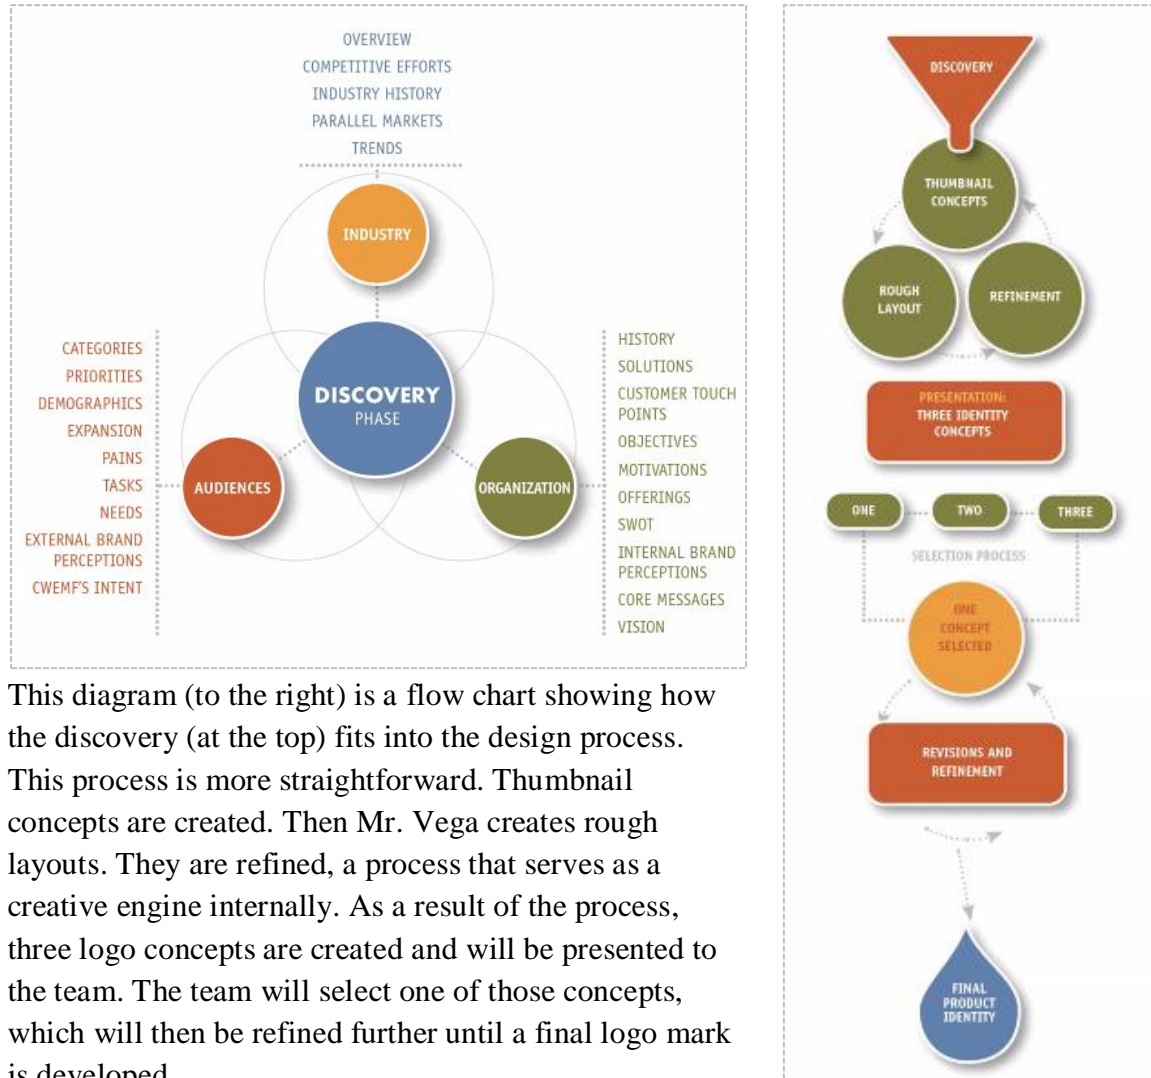 OVERVIEW
COMPETITIVE EFFORTS
INDUSTRY HISTORY
PARALLEL MARKETS
TRENDS
INDUSTRY
DISCOVERY
PHASE
AUDIENCES
ORGANIZATION
CATEGORIES
PRIORITIES
DEMOGRAPHICS
EXPANSION
PAINS
TASKS
NEEDS
EXTERNAL BRAND
PERCEPTIONS
CWEMF'S INTENT
HISTORY
SOLUTIONS
CUSTOMER TOUCH
POINTS
OBJECTIVES
MOTIVATIONS
OFFERINGS
SWOT
INTERNAL BRAND
PERCEPTIONS
CORE MESSAGES
VISION
This diagram (to the right) is a flow chart showing how
the discovery (at the top) fits into the design process.
This process is more straightforward. Thumbnail
concepts are created. Then Mr. Vega creates rough
layouts. They are refined, a process that serves as a
creative engine internally. As a result of the process,
three logo concepts are created and will be presented to
the team. The team will select one of those concepts,
which will then be refined further until a final logo mark
is developed
DISCOVERY
THUMBNAIL
CONCEPTS
ROUGH
LAYOUT
REFINEMENT
PRESENTATION:
THREE IDENTITY
CONCEPTS
ONE
TWO
THREE
SELECTION PROCESS
ONE
CONCEPT
SELECTED
REVISIONS AND
REFINEMENT
FINAL
PRODUCT
IDENTITY